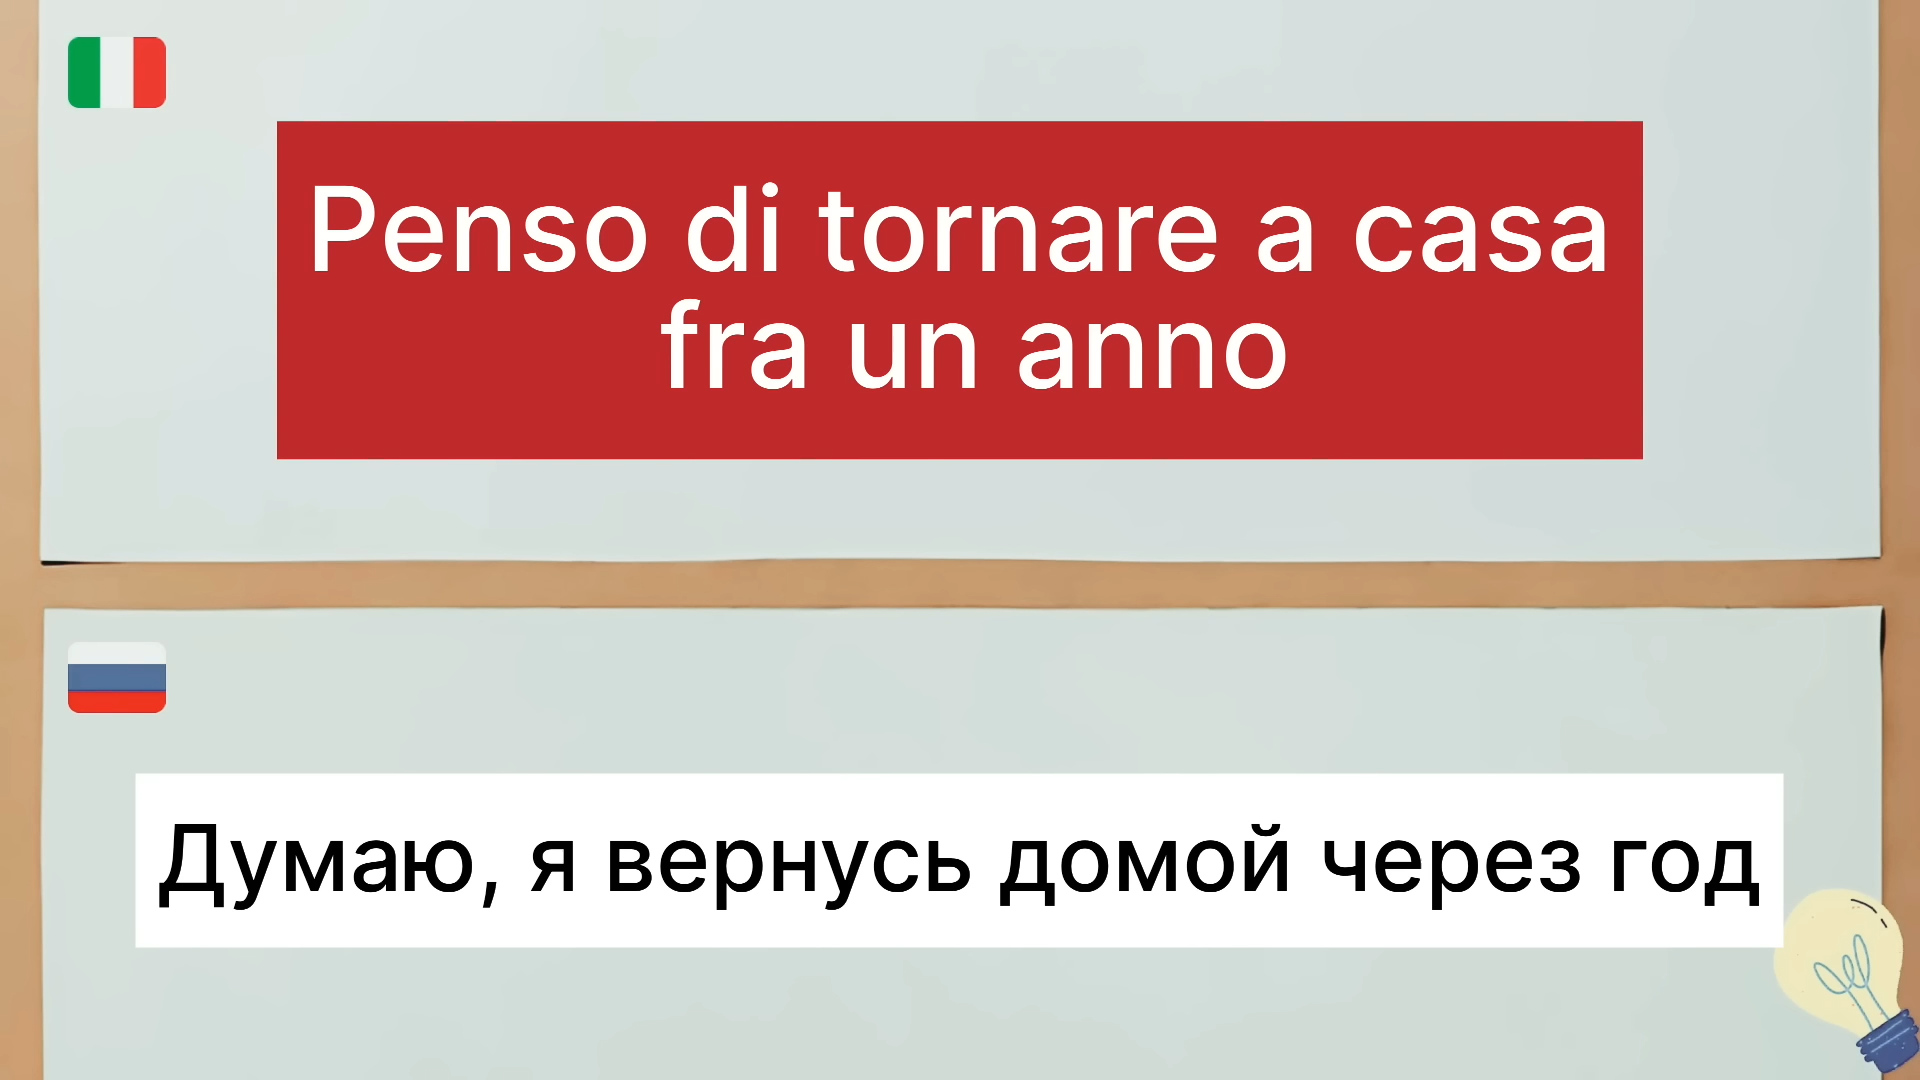 Penso di tornare a casa
fra un anno
Думаю, я вернусь домой через год